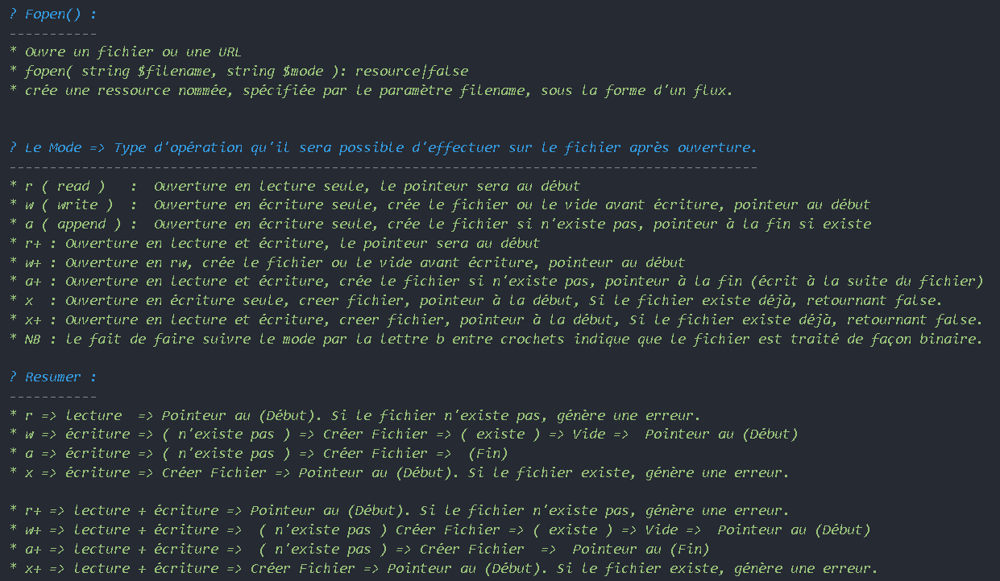 ? Fopen() :
-----------
* Ouvre un fichier ou une URL
* fopen( string $filename, string $mode ): resource|false
* crée une ressource nommée, spécifiée par le paramètre filename, sous la forme d'un flux.
? Le Mode => Type d'opération qu'il sera possible d'effectuer sur le fichier après ouverture.
---------------------------------------------------------------------------------------------
* r ( read )   :  Ouverture en lecture seule, le pointeur sera au début
* w ( write )  :  Ouverture en écriture seule, crée le fichier ou le vide avant écriture, pointeur au début
* a ( append ) :  Ouverture en écriture seule, crée le fichier si n'existe pas, pointeur à la fin si existe
* r+ : Ouverture en lecture et écriture, le pointeur sera au début
* w+ : Ouverture en rw, crée le fichier ou le vide avant écriture, pointeur au début
* a+ : Ouverture en lecture et écriture, crée le fichier si n'existe pas, pointeur à la fin (écrit à la suite du fichier)
* x  : Ouverture en écriture seule, creer fichier, pointeur à la début, Si le fichier existe déjà, retournant false.
* x+ : Ouverture en lecture et écriture, creer fichier, pointeur à la début, Si le fichier existe déjà, retournant false.
* NB : le fait de faire suivre le mode par la lettre b entre crochets indique que le fichier est traité de façon binaire.
? Resumer :
-----------
* r => lecture  => Pointeur au (Début). Si le fichier n'existe pas, génère une erreur.
* w => écriture => ( n'existe pas ) => Créer Fichier => ( existe ) => Vide =>  Pointeur au (Début)
* a => écriture => ( n'existe pas ) => Créer Fichier =>  (Fin)
* x => écriture => Créer Fichier => Pointeur au (Début). Si le fichier existe, génère une erreur.
* r+ => lecture + écriture => Pointeur au (Début). Si le fichier n'existe pas, génère une erreur.
* w+ => lecture + écriture =>  ( n'existe pas ) Créer Fichier => ( existe ) => Vide =>  Pointeur au (Début)
* a+ => lecture + écriture =>  ( n'existe pas ) => Créer Fichier  =>  Pointeur au (Fin)
* x+ => lecture + écriture => Créer Fichier => Pointeur au (Début). Si le fichier existe, génère une erreur.